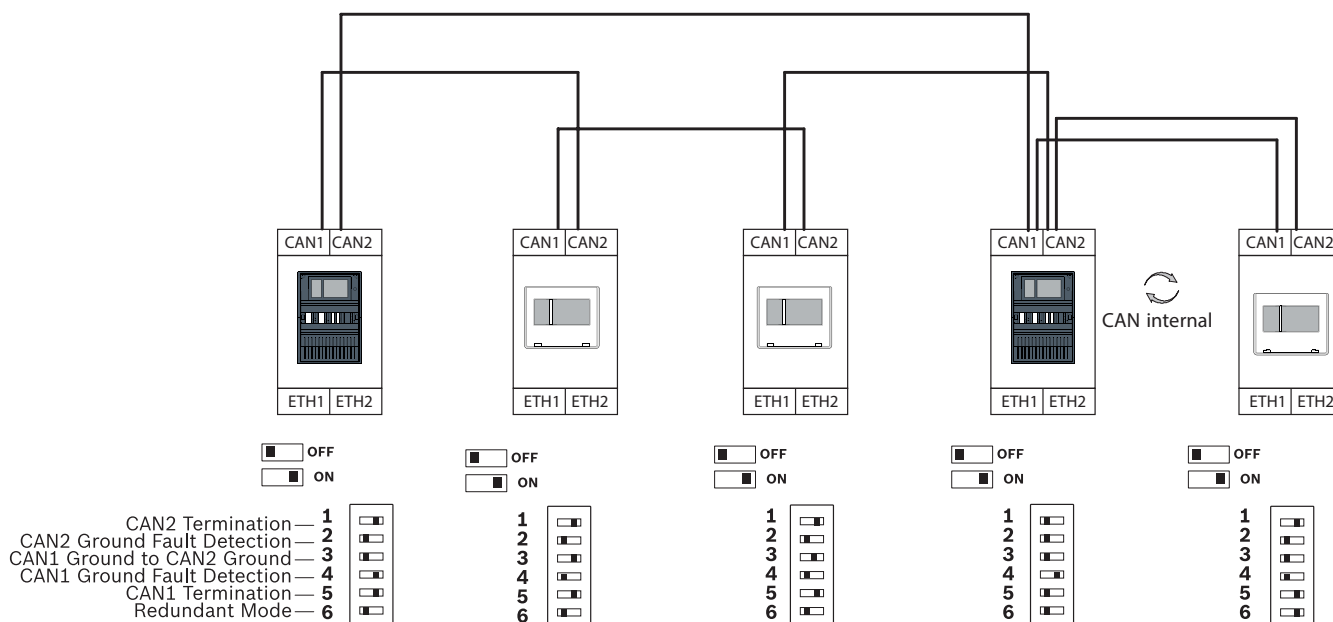 CAN1 CAN2 CAN1 CAN2 CAN1 CAN2 CAN1 CAN2 CAN1 CAN2
CAN internal
ETH1 ETH2 ETH1 ETH2 ETH1 ETH2 ETH1 ETH2 ETH1 ETH2
OFF OFF OFF OFF OFF
ON ON ON ON ON
CAN2 Termination 1 1 1 1 1
CAN2 Ground Fault Detection 2 2 2 2 2
CAN1 Ground to CAN2 Ground 3 3 3 3 3
CAN1 Ground Fault Detection 4 4 4 4 4
CAN1 Termination 5 5 5 5 5
Redundant Mode 6 6 6 6 6